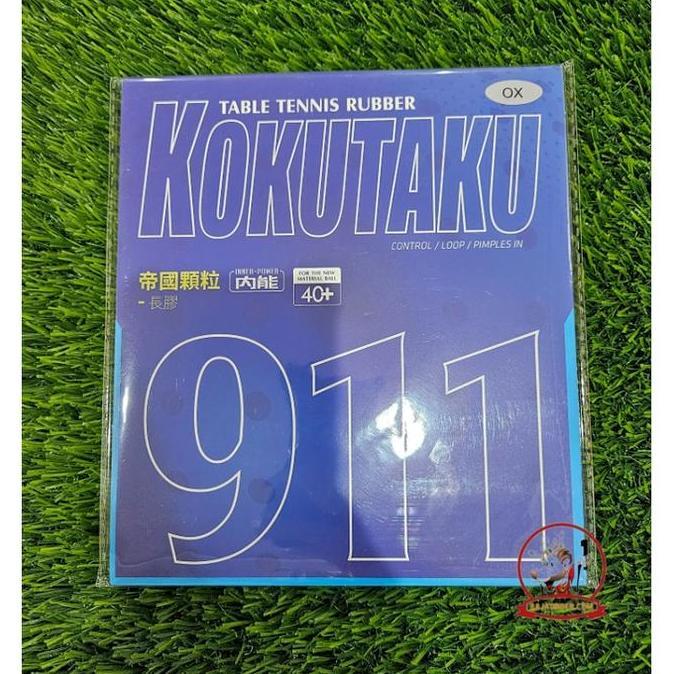 OX
TABLE TENNIS RUBBER
KOKUTAKU
CONTROL / LOOP / PIMPLES IN
帝國顆粒
- 長膠
INNER·POWER
内能
FOR THE NEW
MATERIAL BALL
40+
911